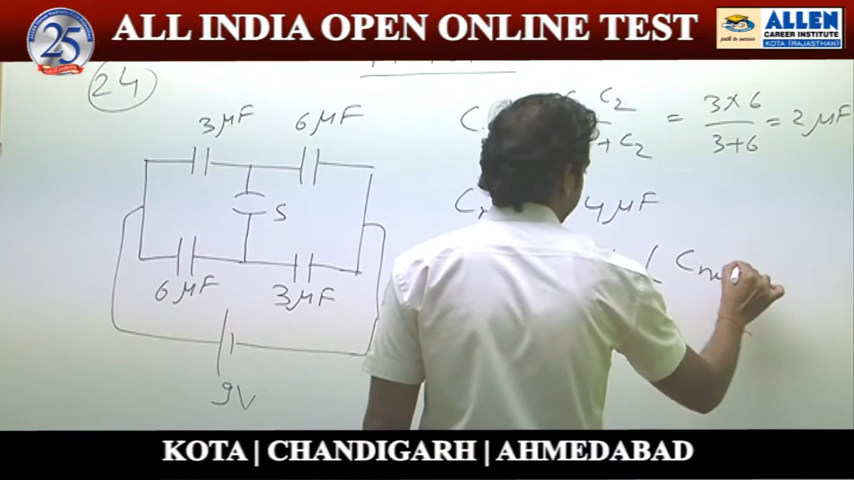 25
ALL INDIA OPEN ONLINE TEST
ALLEN
CAREER INSTITUTE
KOTA (RAJASTHAN)
path to success
24
3μF 6μF
S
6μF 3μF
9V
C C2
+ C2
= 3×6
3+6
= 2μF
4μF
( Cn
KOTA | CHANDIGARH | AHMEDABAD